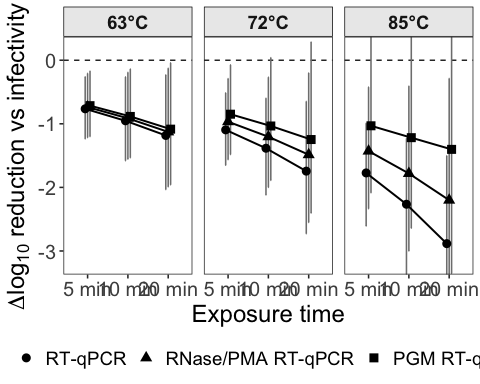 63°C 72°C 85°C
Δlog10 reduction vs infectivity
0
-1
-2
-3
5 min 10 min 20 min 5 min 10 min 20 min 5 min 10 min 20 min
Exposure time
RT-qPCR RNase/PMA RT-qPCR PGM RT-q